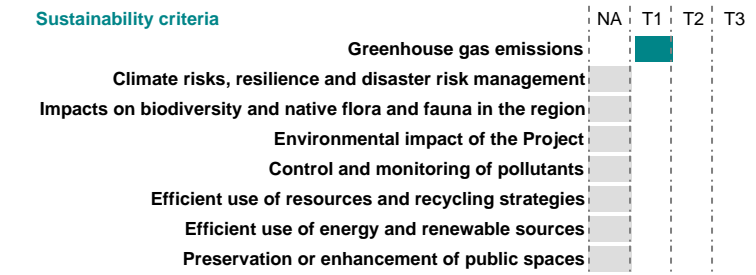 Sustainability criteria NA T1 T2 T3
Greenhouse gas emissions
Climate risks, resilience and disaster risk management
Impacts on biodiversity and native flora and fauna in the region
Environmental impact of the Project
Control and monitoring of pollutants
Efficient use of resources and recycling strategies
Efficient use of energy and renewable sources
Preservation or enhancement of public spaces